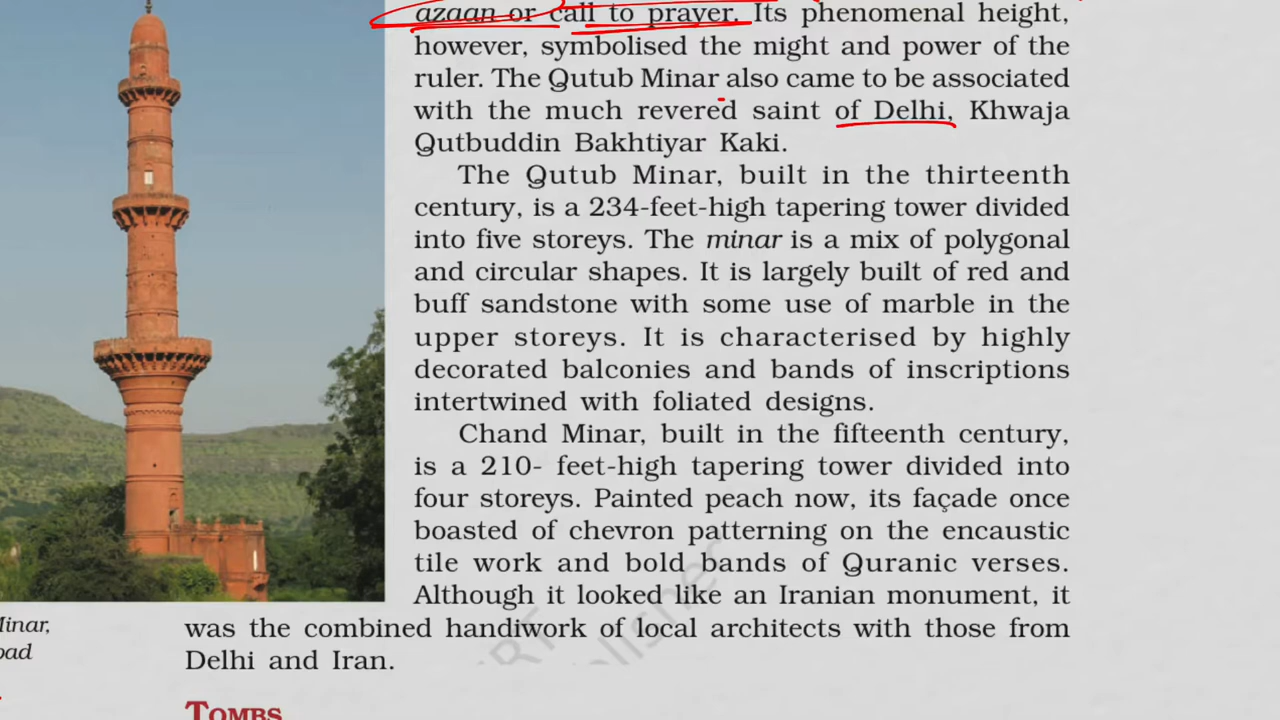 azaan or call to prayer. Its phenomenal height,
however, symbolised the might and power of the
ruler. The Qutub Minar also came to be associated
with the much revered saint of Delhi, Khwaja
Qutbuddin Bakhtiyar Kaki.
The Qutub Minar, built in the thirteenth
century, is a 234-feet-high tapering tower divided
into five storeys. The minar is a mix of polygonal
and circular shapes. It is largely built of red and
buff sandstone with some use of marble in the
upper storeys. It is characterised by highly
decorated balconies and bands of inscriptions
intertwined with foliated designs.
Chand Minar, built in the fifteenth century,
is a 210- feet-high tapering tower divided into
four storeys. Painted peach now, its façade once
boasted of chevron patterning on the encaustic
tile work and bold bands of Quranic verses.
Although it looked like an Iranian monument, it
was the combined handiwork of local architects with those from
Delhi and Iran.
Minar,
TOMBS